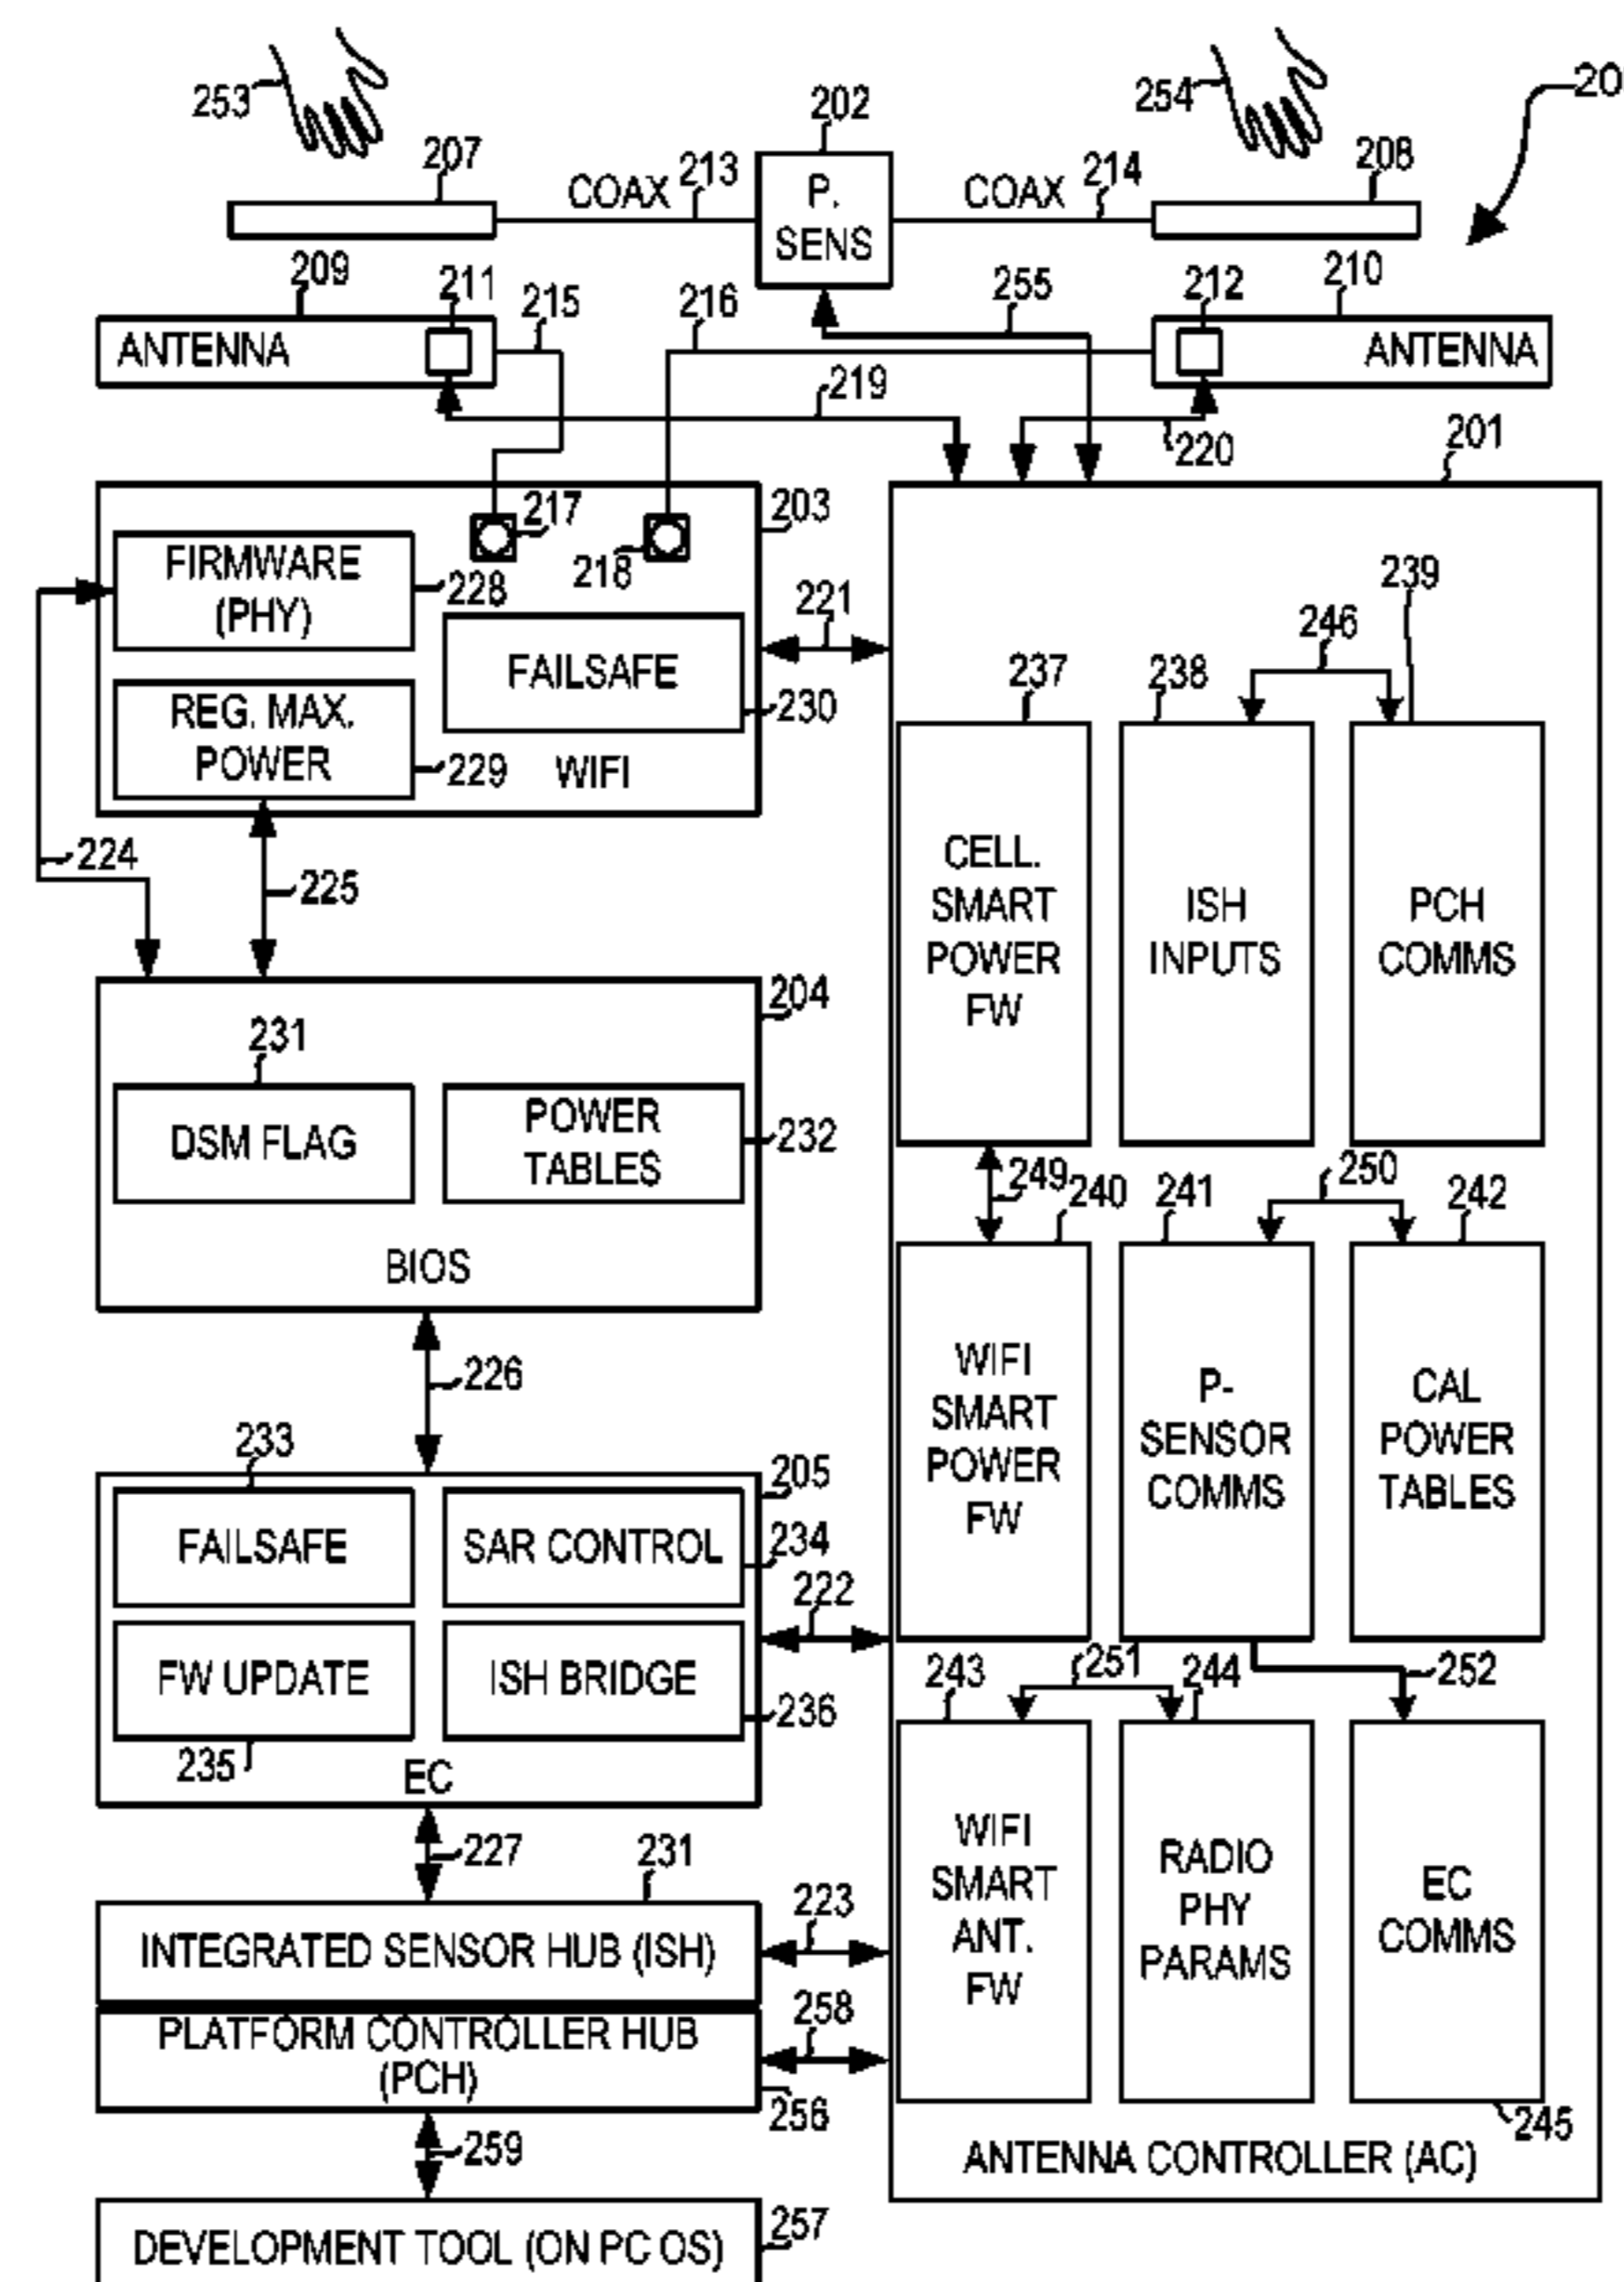 253
207
COAX
213
202
P.
SENS
COAX
214
254
208
20
209
ANTENNA
211
215
216
255
212
210
ANTENNA
219
220
201
203
217
218
FIRMWARE
(PHY)
228
FAILSAFE
230
REG. MAX.
POWER
229
WIFI
221
224
225
204
231
DSM FLAG
POWER
TABLES
232
BIOS
226
205
233
FAILSAFE
SAR CONTROL
234
222
FW UPDATE
235
ISH BRIDGE
236
EC
227
231
INTEGRATED SENSOR HUB (ISH)
223
PLATFORM CONTROLLER HUB
(PCH)
256
258
259
DEVELOPMENT TOOL (ON PC OS)
257
237
CELL.
SMART
POWER
FW
238
ISH
INPUTS
246
239
PCH
COMMS
249
240
WIFI
SMART
POWER
FW
241
P-
SENSOR
COMMS
250
242
CAL
POWER
TABLES
243
WIFI
SMART
ANT.
FW
251
244
RADIO
PHY
PARAMS
252
EC
COMMS
245
ANTENNA CONTROLLER (AC)